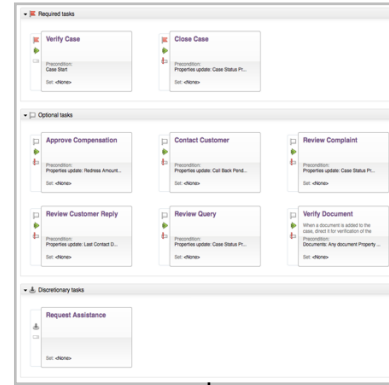 Required tasks
Verify Case
Precondition:
Case Start
Set: <None>
Close Case
Precondition:
Properties update: Case Status Pr...
Set: <None>
Optional tasks
Approve Compensation
Precondition:
Properties update: Redress Amount...
Set: <None>
Contact Customer
Precondition:
Properties update: Call Back Pend...
Set: <None>
Review Complaint
Precondition:
Properties update: Case Status Pr...
Set: <None>
Review Customer Reply
Precondition:
Properties update: Last Contact D...
Set: <None>
Review Query
Precondition:
Properties update: Case Status Pr...
Set: <None>
Verify Document
When a document is added to the
case, direct it for verification of the
Precondition:
Documents: Any document Property ...
Set: <None>
Discretionary tasks
Request Assistance
Set: <None>